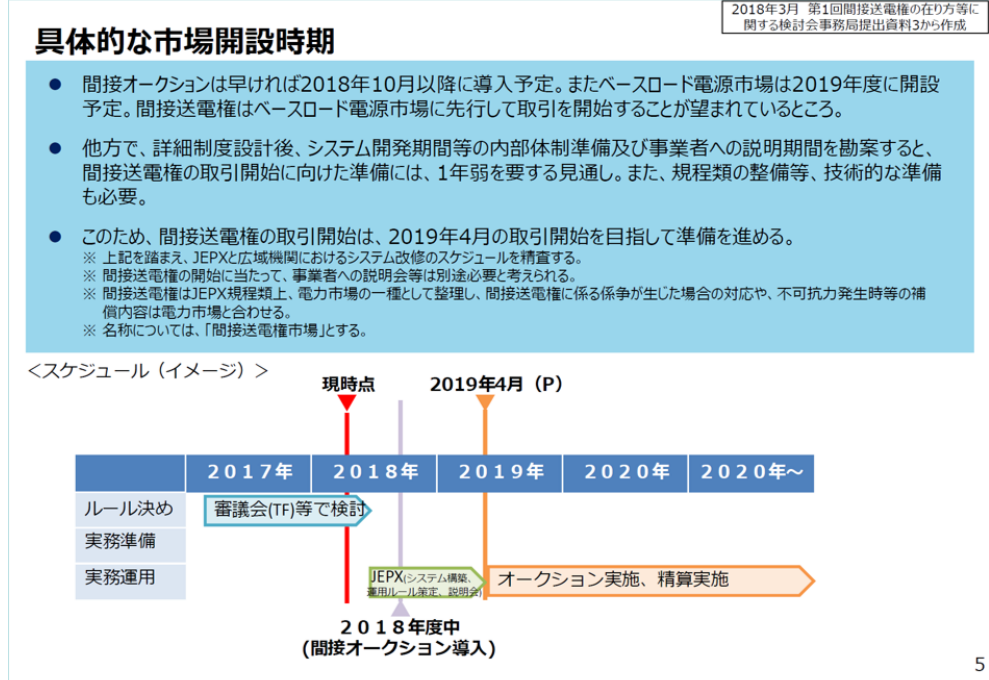 2018年3月 第1回間接送電権の在り方等に
関する検討会事務局提出資料3から作成
具体的な市場開設時期
● 間接オークションは早ければ2018年10月以降に導入予定。またベースロード電源市場は2019年度に開設
予定。間接送電権はベースロード電源市場に先行して取引を開始することが望まれているところ。
● 他方で、詳細制度設計後、システム開発期間等の内部体制準備及び事業者への説明期間を勘案すると、
間接送電権の取引開始に向けた準備には、1年弱を要する見通し。また、規程類の整備等、技術的な準備
も必要。
● このため、間接送電権の取引開始は、2019年4月の取引開始を目指して準備を進める。
※ 上記を踏まえ、JEPXと広域機関におけるシステム改修のスケジュールを精査する。
※ 間接送電権の開始に当たって、事業者への説明会等は別途必要と考えられる。
※ 間接送電権はJEPX規程類上、電力市場の一種として整理し、間接送電権に係る係争が生じた場合の対応や、不可抗力発生時等の補
償内容は電力市場と合わせる。
※ 名称については、「間接送電権市場」とする。
＜スケジュール（イメージ）＞
現時点
2019年4月（P）
２０１７年
２０１８年
２０１９年
２０２０年
２０２０年～
ルール決め
審議会(TF)等で検討
実務準備
実務運用
JEPX(システム構築、
運用ルール策定、説明会)
オークション実施、精算実施
２０１８年度中
(間接オークション導入)
5